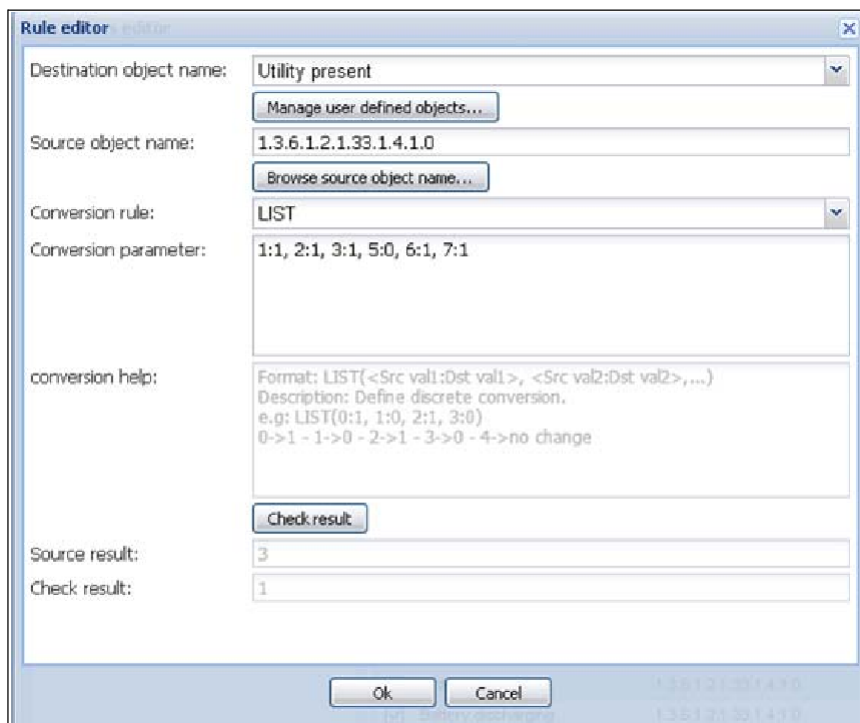 Rule editor
Destination object name: Utility present
Manage user defined objects...
Source object name: 1.3.6.1.2.1.33.1.4.1.0
Browse source object name...
Conversion rule: LIST
Conversion parameter: 1:1, 2:1, 3:1, 5:0, 6:1, 7:1
conversion help: Format: LIST(<Src val1:Dst val1>, <Src val2:Dst val2>,...)
Description: Define discrete conversion.
e.g: LIST(0:1, 1:0, 2:1, 3:0)
0->1 - 1->0 - 2->1 - 3->0 - 4->no change
Check result
Source result: 3
Check result: 1
Ok Cancel
1.3.6.1.2.1.33.1.4.1.0
Battery discharging 1.3.6.1.2.1.33.1.4.1.0